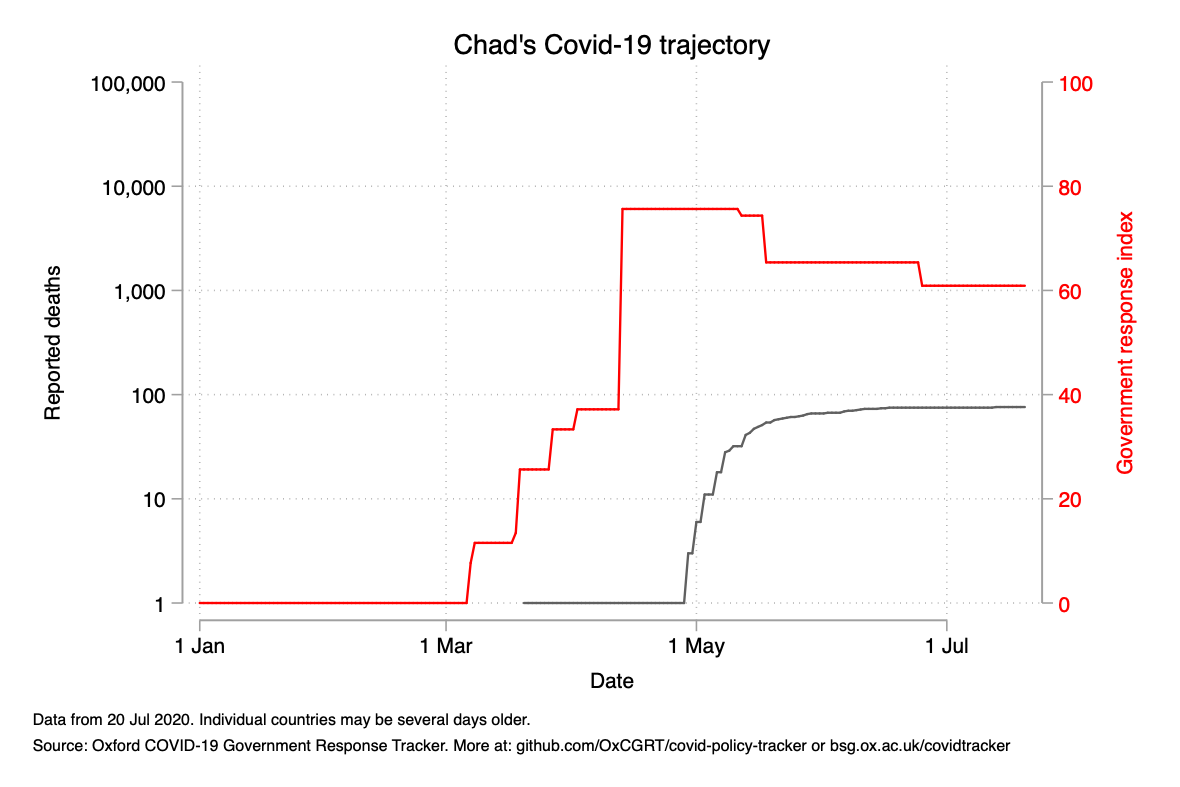 Chad's Covid-19 trajectory
100,000
10,000
1,000
100
10
1
Reported deaths
100
80
60
40
20
0
Government response index
1 Jan
1 Mar
1 May
1 Jul
Date
Data from 20 Jul 2020. Individual countries may be several days older.
Source: Oxford COVID-19 Government Response Tracker. More at: github.com/OxCGRT/covid-policy-tracker or bsg.ox.ac.uk/covidtracker